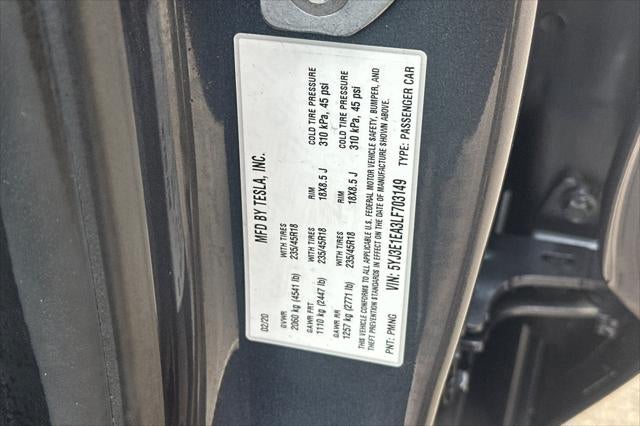 MFD BY TESLA, INC.
02/20
GVWR WITH TIRES RIM COLD TIRE PRESSURE
2060 kg (4541 lb) 235/45R18 18X8.5 J 310 kPa, 45 psi
GAWR FRT WITH TIRES
1110 kg (2447 lb) 235/45R18
GAWR RR WITH TIRES RIM COLD TIRE PRESSURE
1257 kg (2771 lb) 235/45R18 18X8.5 J 310 kPa, 45 psi
THIS VEHICLE CONFORMS TO ALL APPLICABLE U.S. FEDERAL MOTOR VEHICLE SAFETY, BUMPER, AND
THEFT PREVENTION STANDARDS IN EFFECT ON THE DATE OF MANUFACTURE SHOWN ABOVE.
VIN: 5YJ3E1EA3LF703149
PNT: PMNG TYPE: PASSENGER CAR